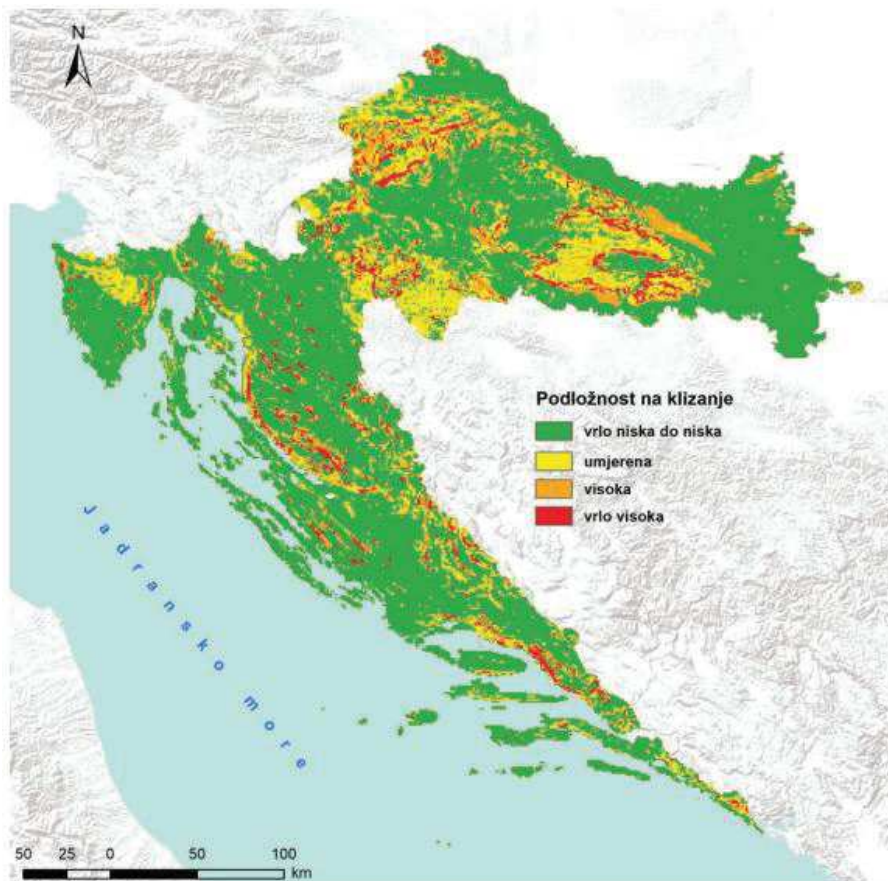 N
Podložnost na klizanje
vrlo niska do niska
umjerena
visoka
vrlo visoka
Jadransko more
50 25 0 50 100
km